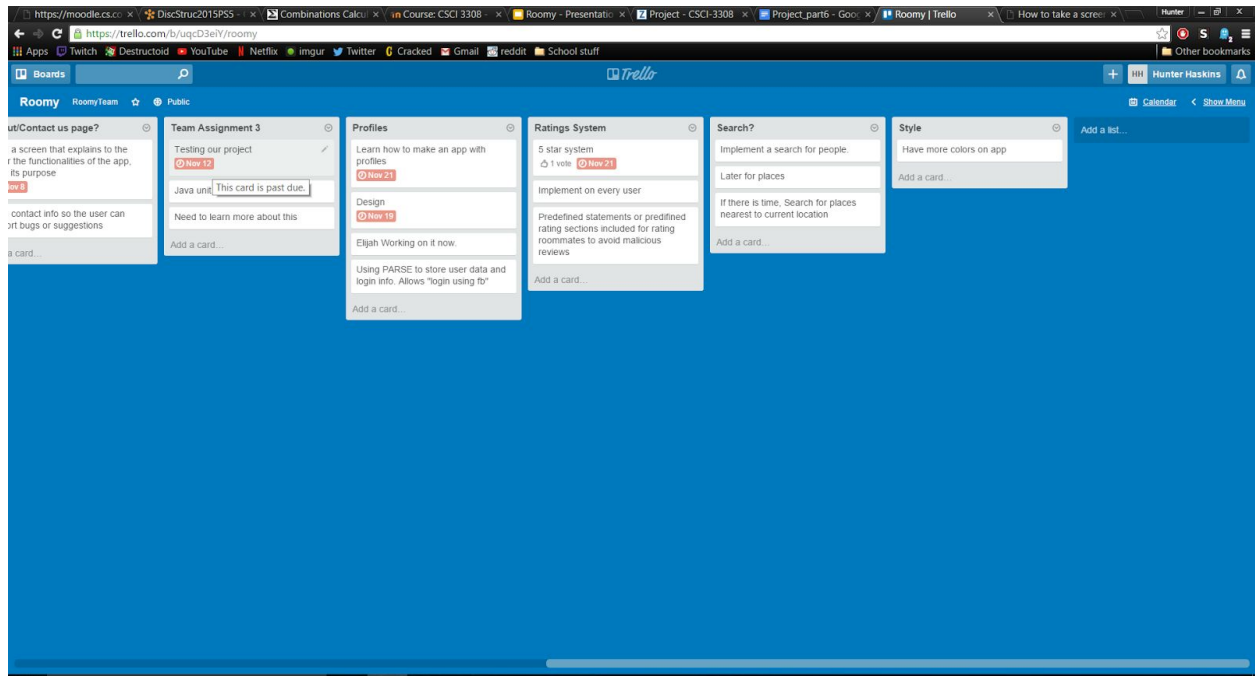 https://moodle.cs.co
DiscStruc2015PS5 -
Combinations Calcul
Course: CSCI 3308 -
Roomy - Presentatio
Project - CSCI-3308
Project_part6 - Goog
Roomy | Trello
How to take a screen
Hunter
https://trello.com/b/uqcD3eiY/roomy
Apps Twitch Destructoid YouTube Netflix imgur Twitter Cracked Gmail reddit School stuff Other bookmarks
Boards
Trello
HH Hunter Haskins
Roomy RoomyTeam Public
Calendar Show Menu
ut/Contact us page?
a screen that explains to the
r the functionalities of the app,
its purpose
ov 8
contact info so the user can
ort bugs or suggestions
a card...
Team Assignment 3
Testing our project
Nov 12
Java unit
This card is past due.
Need to learn more about this
Add a card...
Profiles
Learn how to make an app with
profiles
Nov 21
Design
Nov 19
Elijah Working on it now.
Using PARSE to store user data and
login info. Allows "login using fb"
Add a card...
Ratings System
5 star system
1 vote Nov 21
Implement on every user
Predefined statements or predifined
rating sections included for rating
roommates to avoid malicious
reviews
Add a card...
Search?
Implement a search for people.
Later for places
If there is time, Search for places
nearest to current location
Add a card...
Style
Have more colors on app
Add a card...
Add a list...